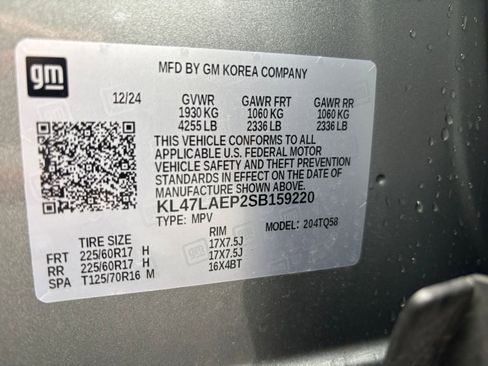 gm
MFD BY GM KOREA COMPANY
12/24 GVWR GAWR FRT GAWR RR
1930 KG 1060 KG 1060 KG
4255 LB 2336 LB 2336 LB
THIS VEHICLE CONFORMS TO ALL
APPLICABLE U.S. FEDERAL MOTOR
VEHICLE SAFETY AND THEFT PREVENTION
STANDARDS IN EFFECT ON THE DATE OF
MANUFACTURE SHOWN ABOVE.
KL47LAEP2SB159220
TYPE: MPV MODEL: 204TQ58
TIRE SIZE RIM
FRT 225/60R17 H 17X7.5J
RR 225/60R17 H 17X7.5J
SPA T125/70R16 M 16X4BT